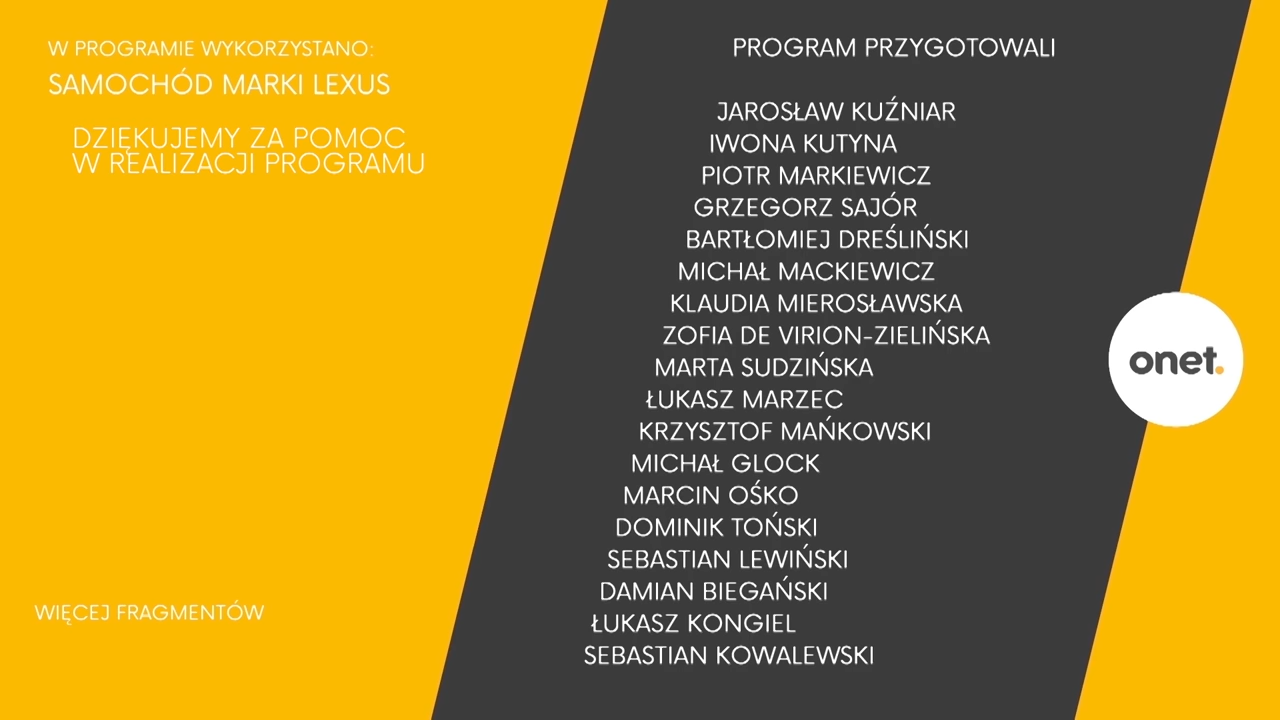 W PROGRAMIE WYKORZYSTANO:
SAMOCHÓD MARKI LEXUS
DZIĘKUJEMY ZA POMOC
W REALIZACJI PROGRAMU
WIĘCEJ FRAGMENTÓW
PROGRAM PRZYGOTOWALI
JAROSŁAW KUŹNIAR
IWONA KUTYNA
PIOTR MARKIEWICZ
GRZEGORZ SAJÓR
BARTŁOMIEJ DREŚLIŃSKI
MICHAŁ MACKIEWICZ
KLAUDIA MIEROSŁAWSKA
ZOFIA DE VIRION-ZIELIŃSKA
MARTA SUDZIŃSKA
ŁUKASZ MARZEC
KRZYSZTOF MAŃKOWSKI
MICHAŁ GLOCK
MARCIN OŚKO
DOMINIK TOŃSKI
SEBASTIAN LEWIŃSKI
DAMIAN BIEGAŃSKI
ŁUKASZ KONGIEL
SEBASTIAN KOWALEWSKI
onet.